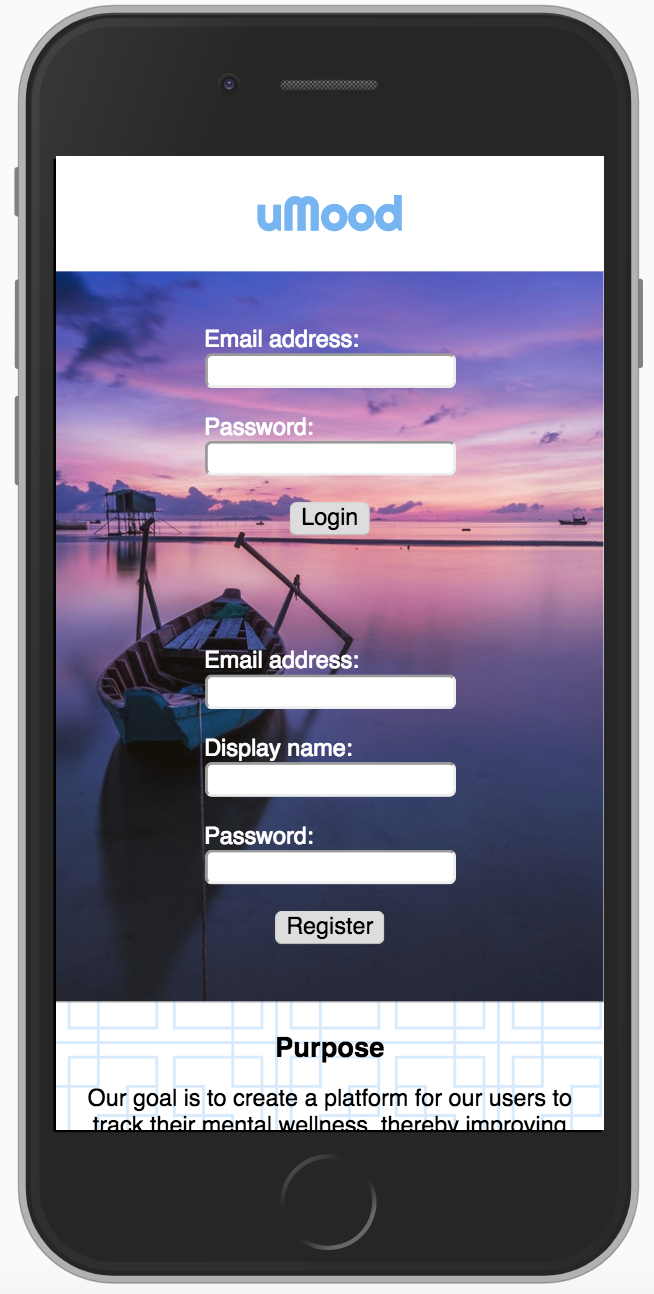 uMood
Email address:
Password:
Login
Email address:
Display name:
Password:
Register
Purpose
Our goal is to create a platform for our users to
track their mental wellness, thereby improving